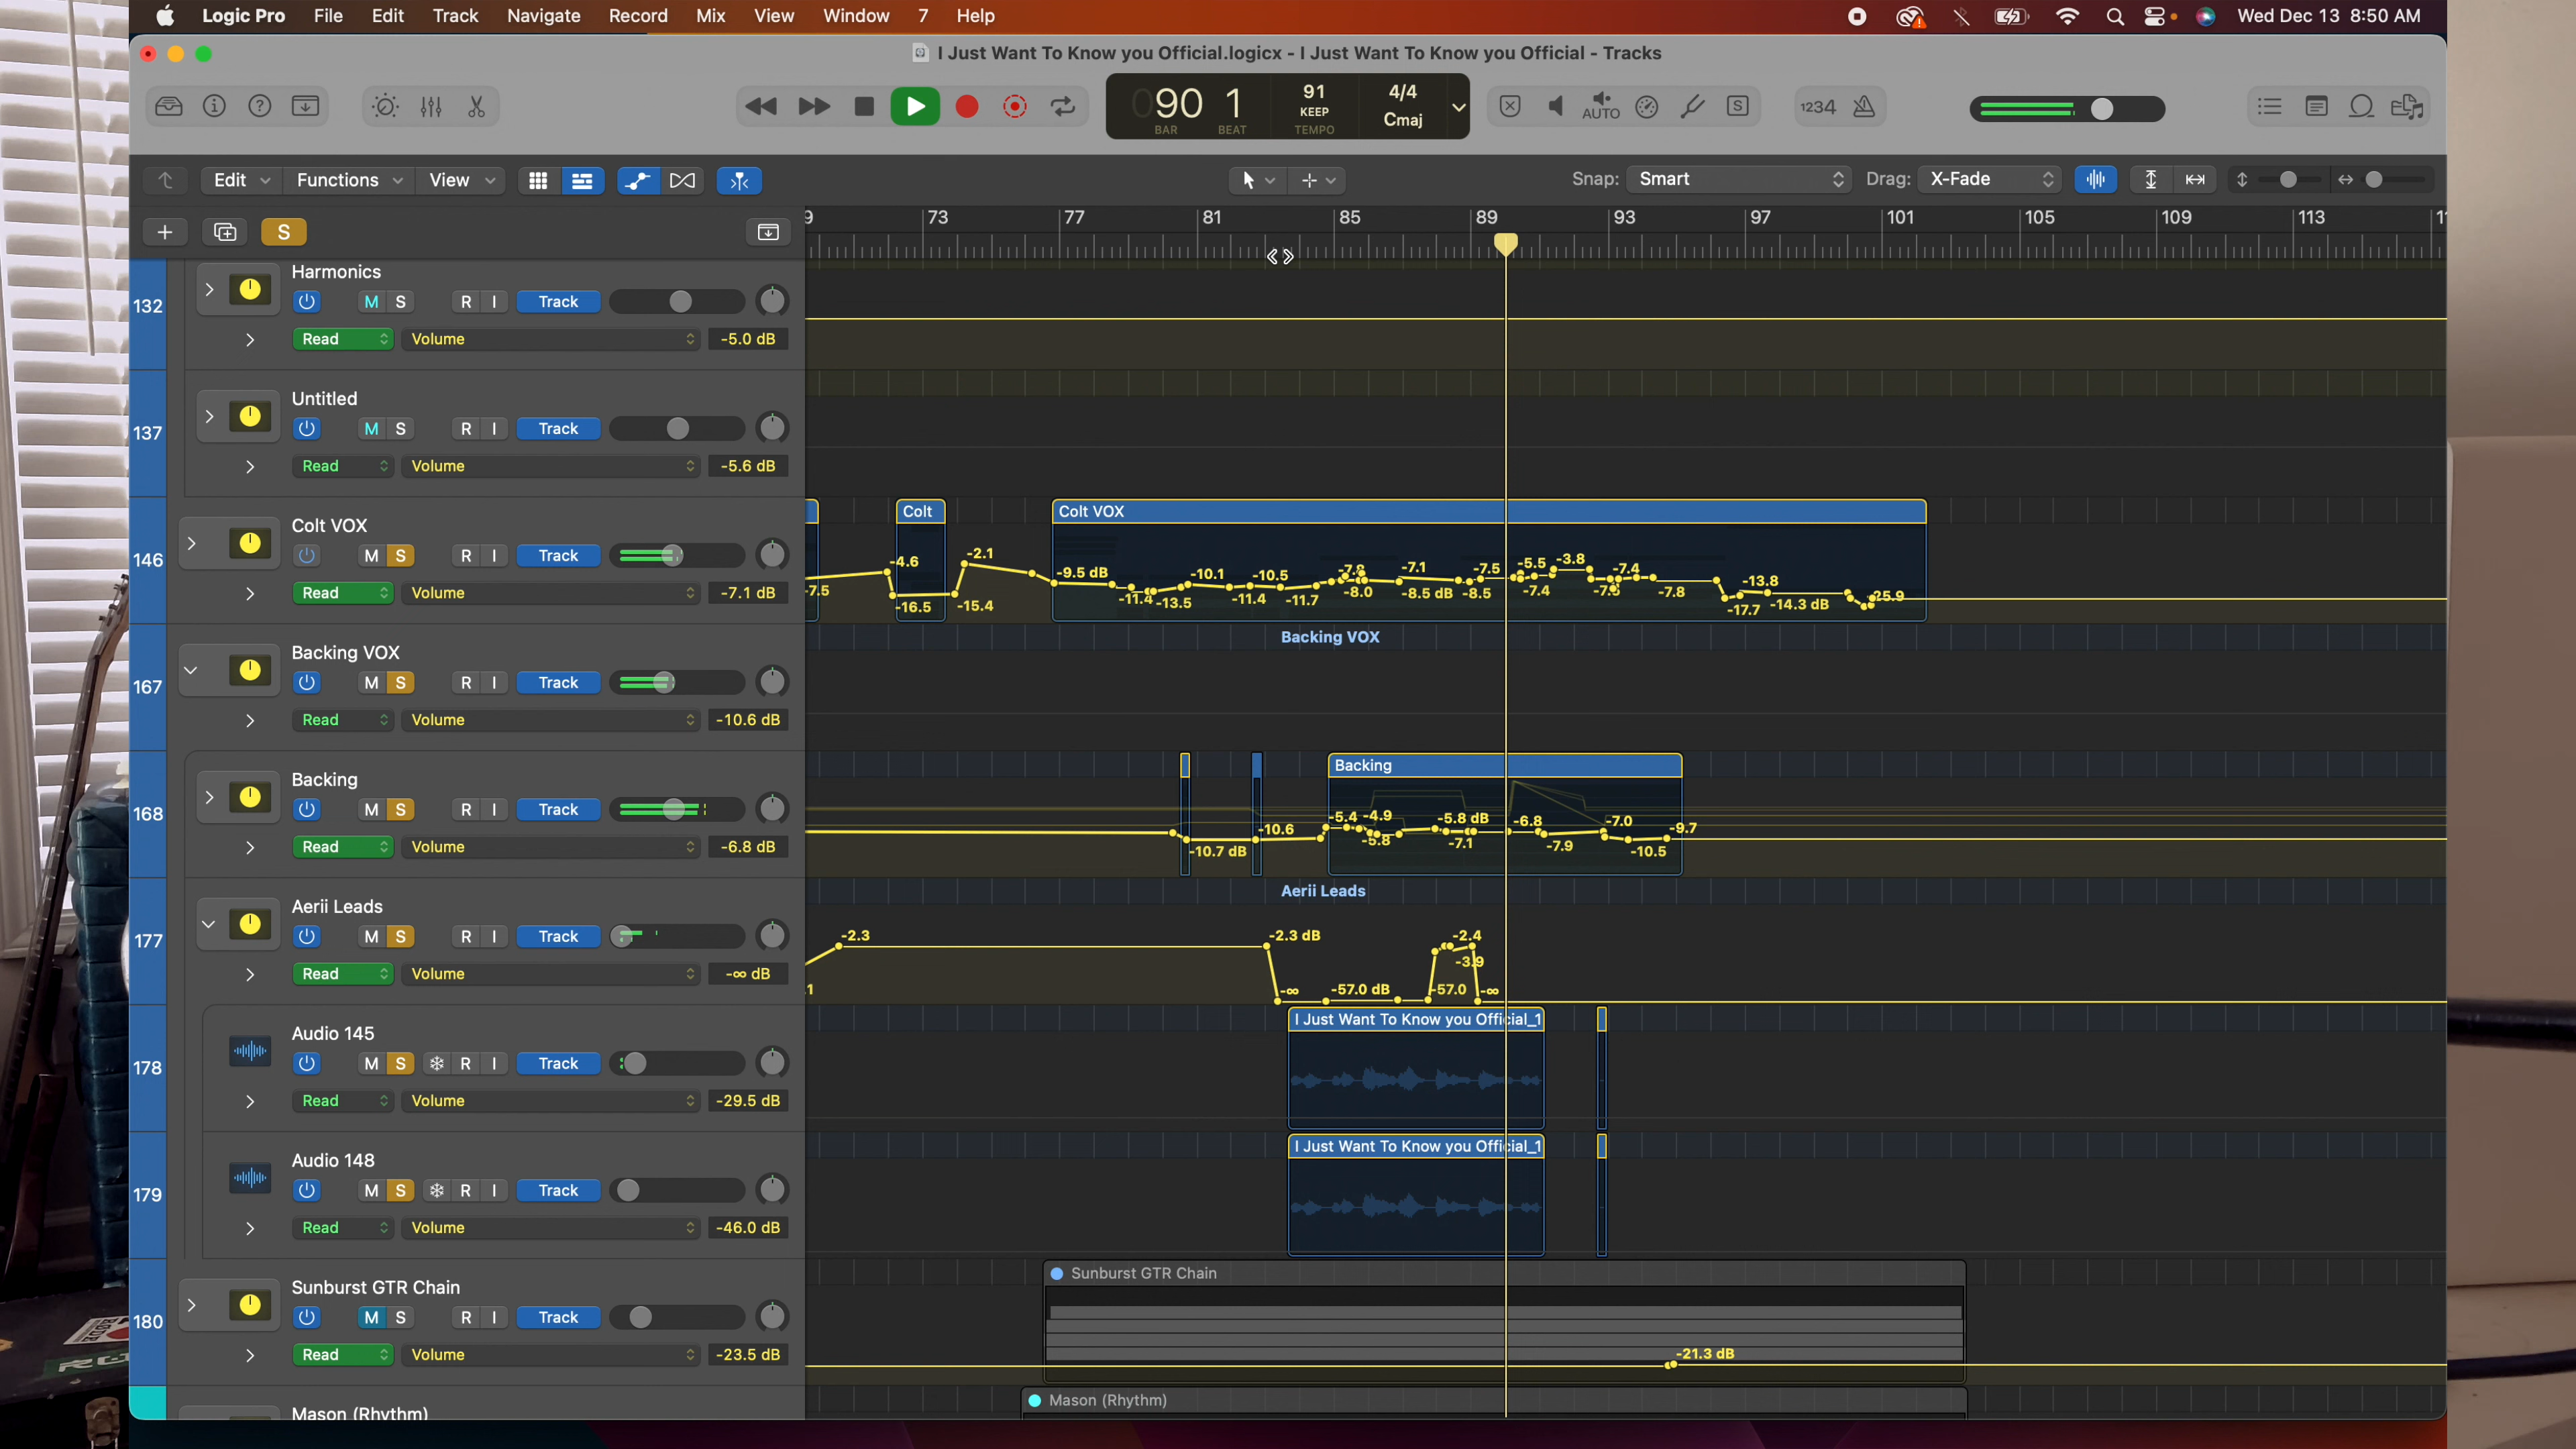 Logic Pro File Edit Track Navigate Record Mix View Window 7 Help Wed Dec 13 8:50 AM
I Just Want To Know you Official.logicx - I Just Want To Know you Official - Tracks
90 1 91 KEEP TEMPO 4/4 Cmaj AUTO S 1234
BAR BEAT
Edit Functions View Snap: Smart Drag: X-Fade
S 9 73 77 81 85 89 93 97 101 105 109 113 11
132 Harmonics
M S R I Track
Read Volume -5.0 dB
137 Untitled
M S R I Track
Read Volume -5.6 dB
146 Colt VOX
M S R I Track
Read Volume -7.1 dB
Colt Colt VOX
-7.5 -4.6 -16.5 -2.1 -15.4 -9.5 dB -11.4 -13.5 -10.1 -11.4 -10.5 -11.7 -8.0 -7.1 -8.5 dB -7.5 -8.5 -5.5 -7.4 -3.8 -7.4 -7.8 -13.8 -17.7 -14.3 dB -25.9
167 Backing VOX
M S R I Track
Read Volume -10.6 dB
Backing VOX
168 Backing
M S R I Track
Read Volume -6.8 dB
Backing
-10.7 dB -10.6 -5.4 -4.9 -5.8 -5.8 dB -7.1 -6.8 -7.9 -7.0 -10.5 -9.7
177 Aerii Leads
M S R I Track
Read Volume -∞ dB
Aerii Leads
1 -2.3 -2.3 dB -∞ -57.0 dB -57.0 -2.4 -3.9 -∞
178 Audio 145
M S R I Track
Read Volume -29.5 dB
I Just Want To Know you Official_1
179 Audio 148
M S R I Track
Read Volume -46.0 dB
I Just Want To Know you Official_1
180 Sunburst GTR Chain
M S R I Track
Read Volume -23.5 dB
Sunburst GTR Chain
-21.3 dB
Mason (Rhythm)
Mason (Rhythm)